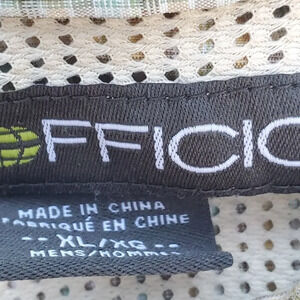 FFICIO
MADE IN CHINA
FABRIQUÉ EN CHINE
-- XL/XG --
MENS/HOMMES